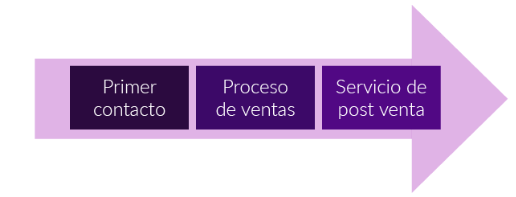 Primer
contacto
Proceso
de ventas
Servicio de
post venta